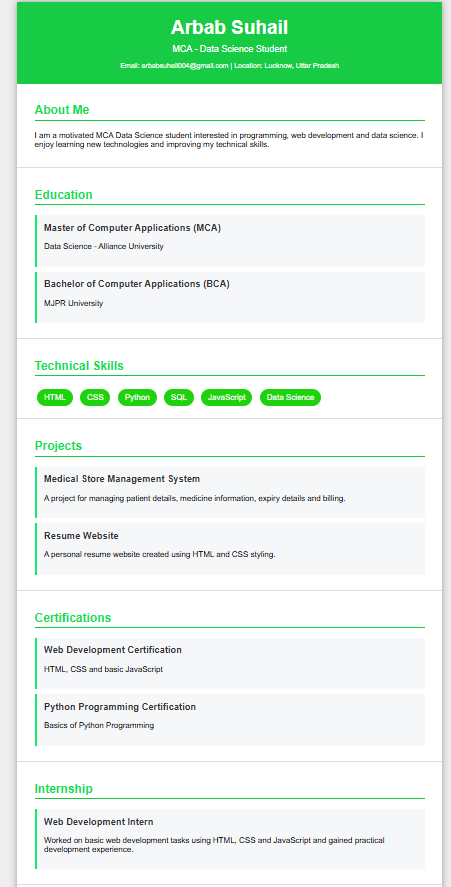 Arbab Suhail
MCA - Data Science Student
Email: arbabsuhail004@gmail.com | Location: Lucknow, Uttar Pradesh
About Me
I am a motivated MCA Data Science student interested in programming, web development and data science. I
enjoy learning new technologies and improving my technical skills.
Education
Master of Computer Applications (MCA)
Data Science - Alliance University
Bachelor of Computer Applications (BCA)
MJPR University
Technical Skills
HTML CSS Python SQL JavaScript Data Science
Projects
Medical Store Management System
A project for managing patient details, medicine information, expiry details and billing.
Resume Website
A personal resume website created using HTML and CSS styling.
Certifications
Web Development Certification
HTML, CSS and basic JavaScript
Python Programming Certification
Basics of Python Programming
Internship
Web Development Intern
Worked on basic web development tasks using HTML, CSS and JavaScript and gained practical
development experience.